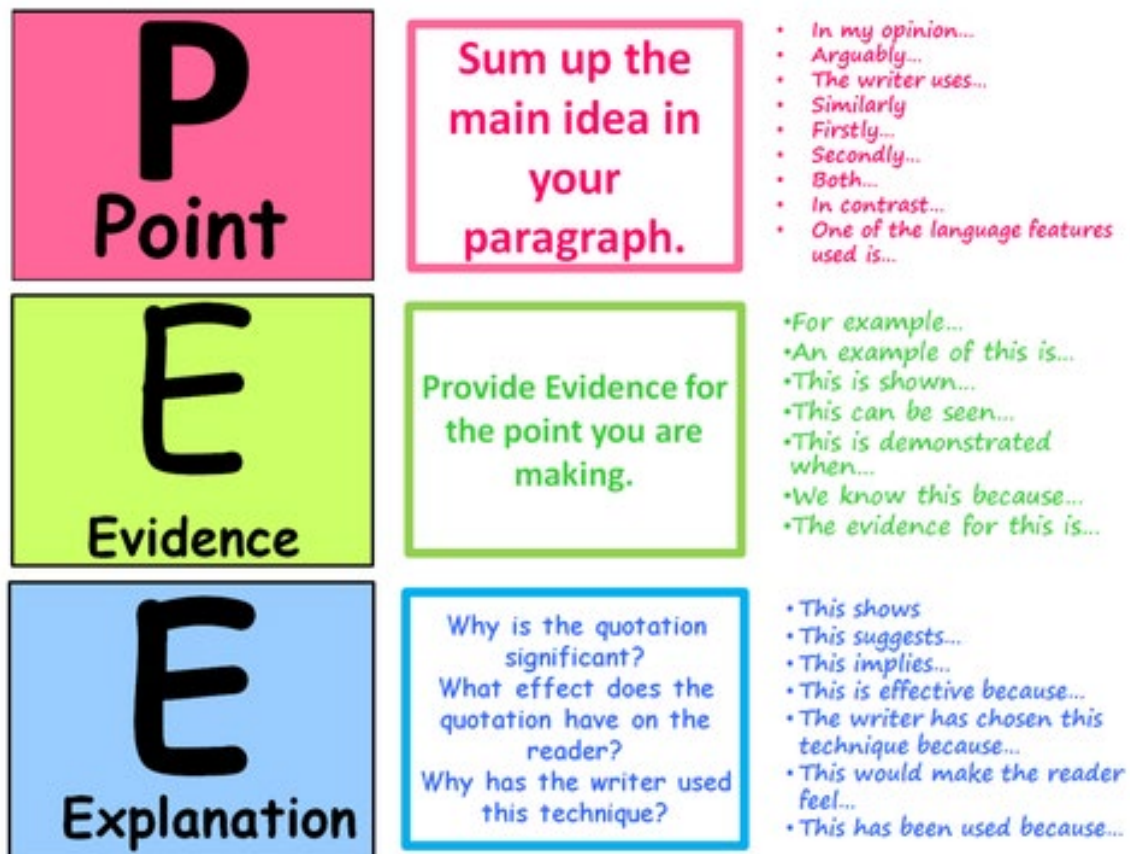 P
Point
Sum up the
main idea in
your
paragraph.
• In my opinion...
• Arguably...
• The writer uses...
• Similarly
• Firstly...
• Secondly...
• Both...
• In contrast...
• One of the language features
used is...
E
Evidence
Provide Evidence for
the point you are
making.
•For example...
•An example of this is...
•This is shown...
•This can be seen...
•This is demonstrated
when...
•We know this because...
•The evidence for this is...
E
Explanation
Why is the quotation
significant?
What effect does the
quotation have on the
reader?
Why has the writer used
this technique?
• This shows
• This suggests...
• This implies...
• This is effective because...
• The writer has chosen this
technique because...
• This would make the reader
feel...
• This has been used because...